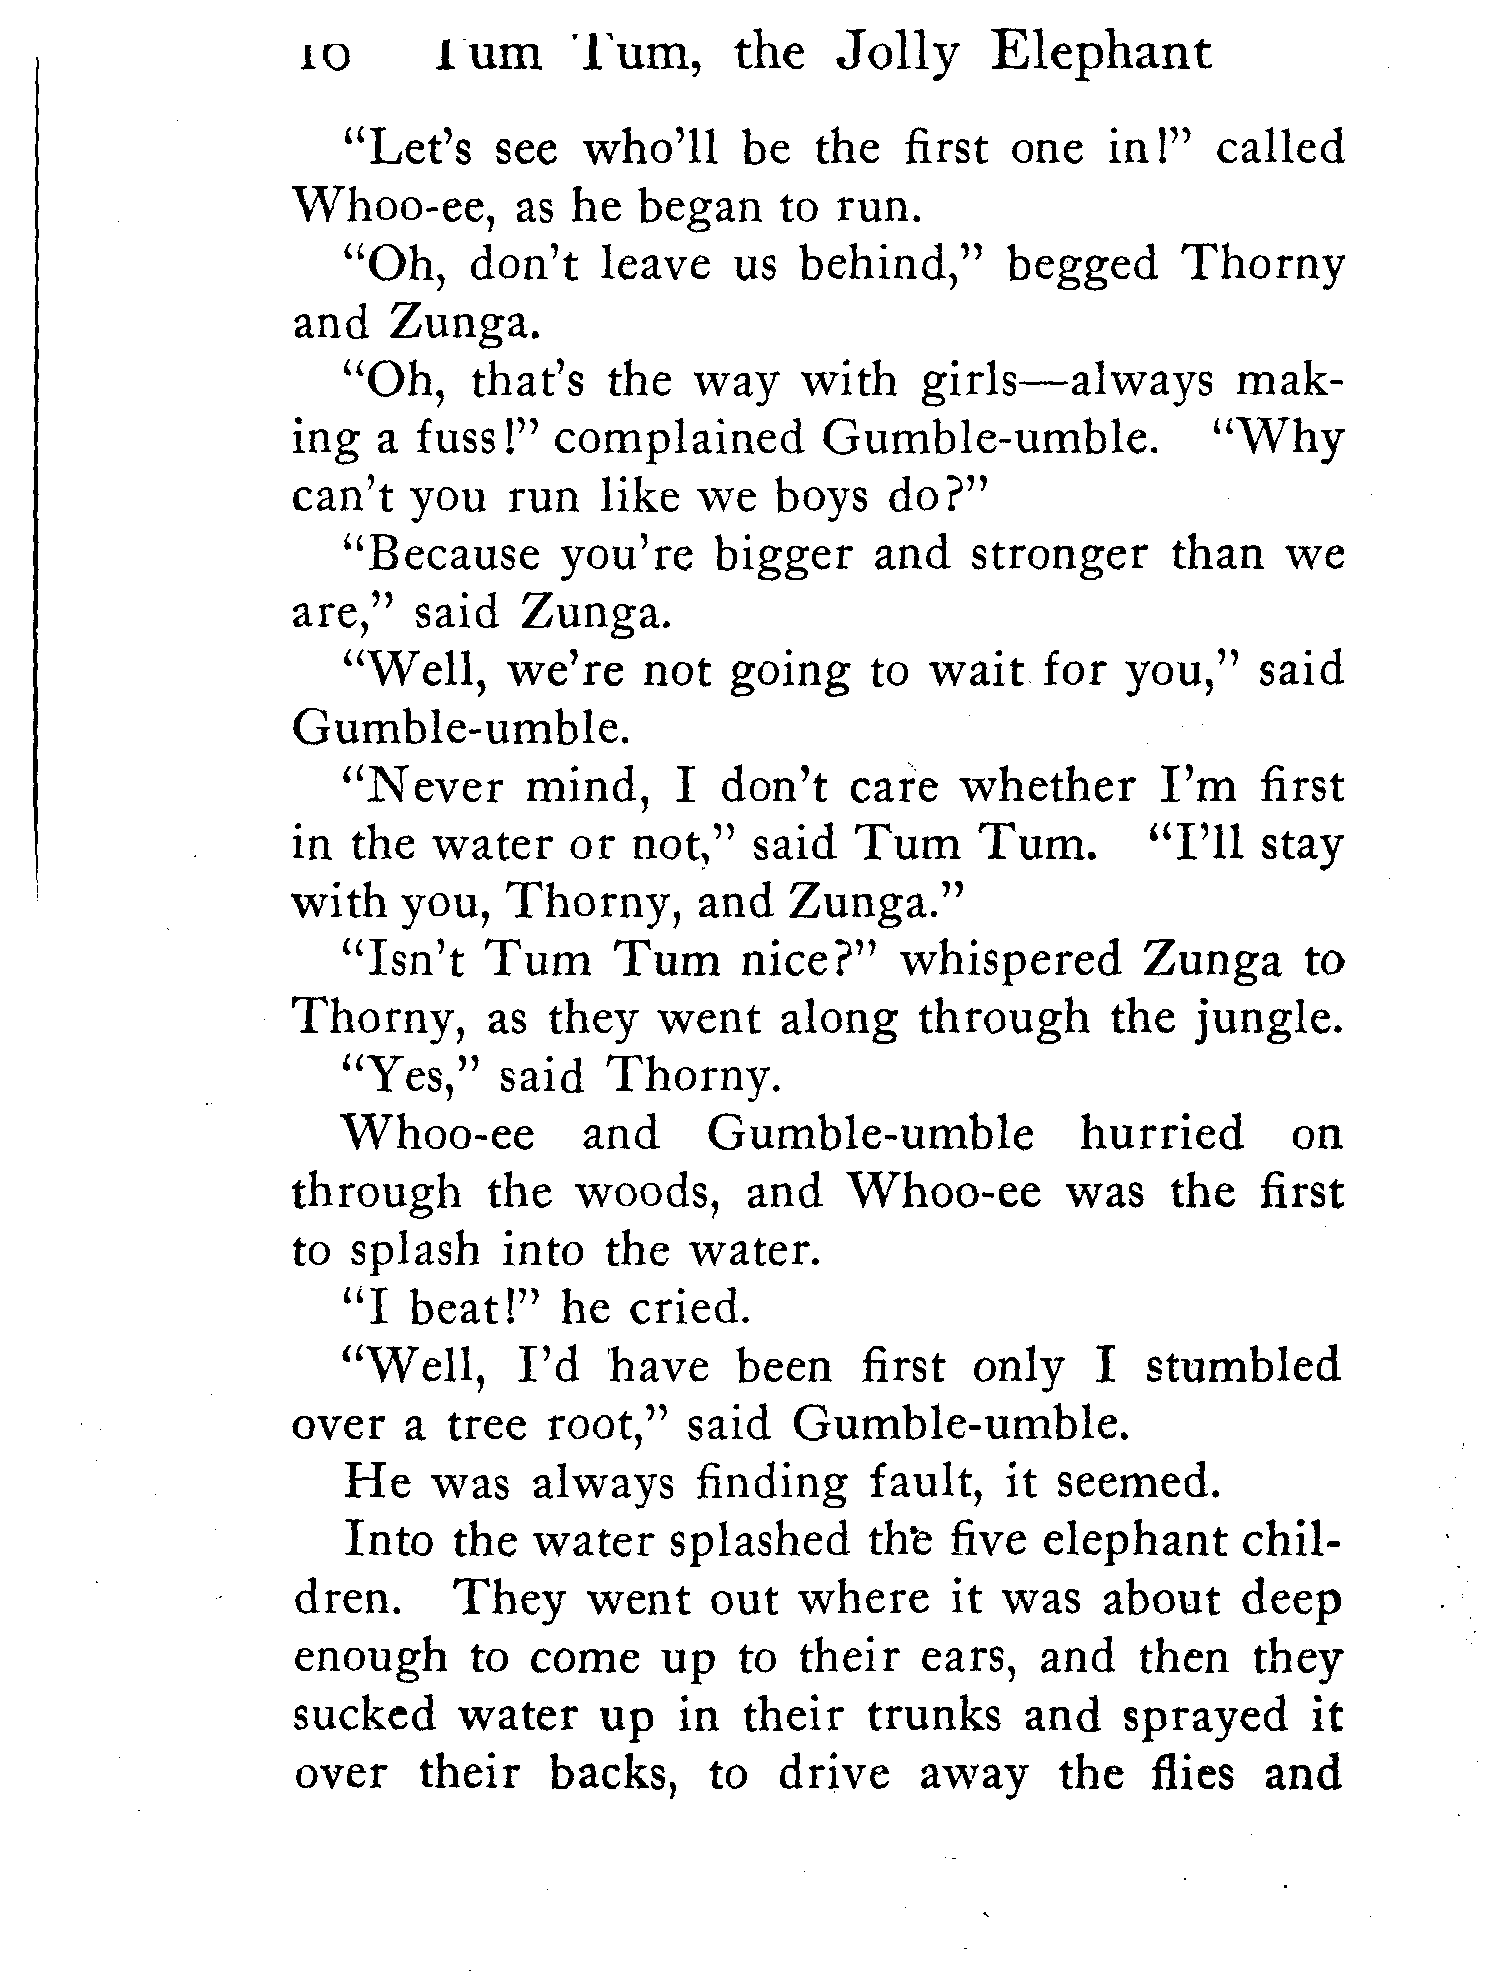 10 Tum Tum, the Jolly Elephant
“Let’s see who’ll be the first one in!” called
Whoo-ee, as he began to run.
“Oh, don’t leave us behind,” begged Thorny
and Zunga.
“Oh, that’s the way with girls—always mak-
ing a fuss!” complained Gumble-umble. “Why
can’t you run like we boys do?”
“Because you’re bigger and stronger than we
are,” said Zunga.
“Well, we’re not going to wait for you,” said
Gumble-umble.
“Never mind, I don’t care whether I’m first
in the water or not,” said Tum Tum. “I’ll stay
with you, Thorny, and Zunga.”
“Isn’t Tum Tum nice?” whispered Zunga to
Thorny, as they went along through the jungle.
“Yes,” said Thorny.
Whoo-ee and Gumble-umble hurried on
through the woods, and Whoo-ee was the first
to splash into the water.
“I beat!” he cried.
“Well, I’d have been first only I stumbled
over a tree root,” said Gumble-umble.
He was always finding fault, it seemed.
Into the water splashed the five elephant chil-
dren. They went out where it was about deep
enough to come up to their ears, and then they
sucked water up in their trunks and sprayed it
over their backs, to drive away the flies and